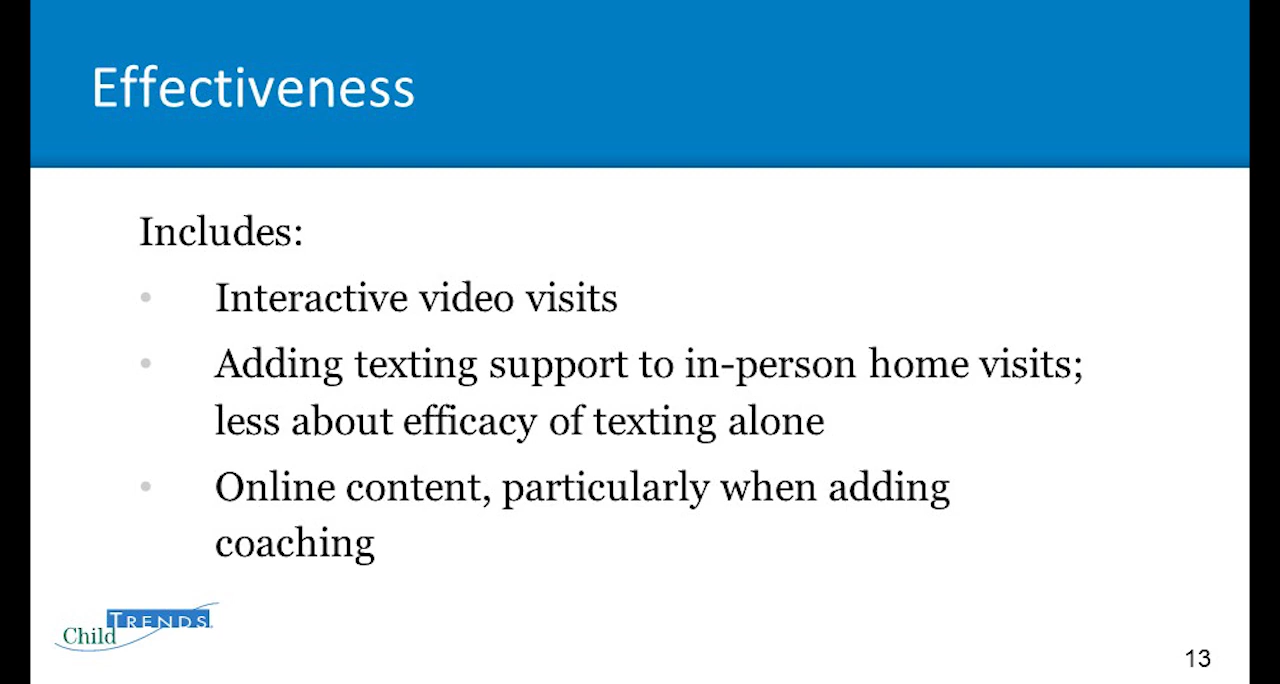 Effectiveness
Includes:
• Interactive video visits
• Adding texting support to in-person home visits;
less about efficacy of texting alone
• Online content, particularly when adding
coaching
Child TRENDS
13